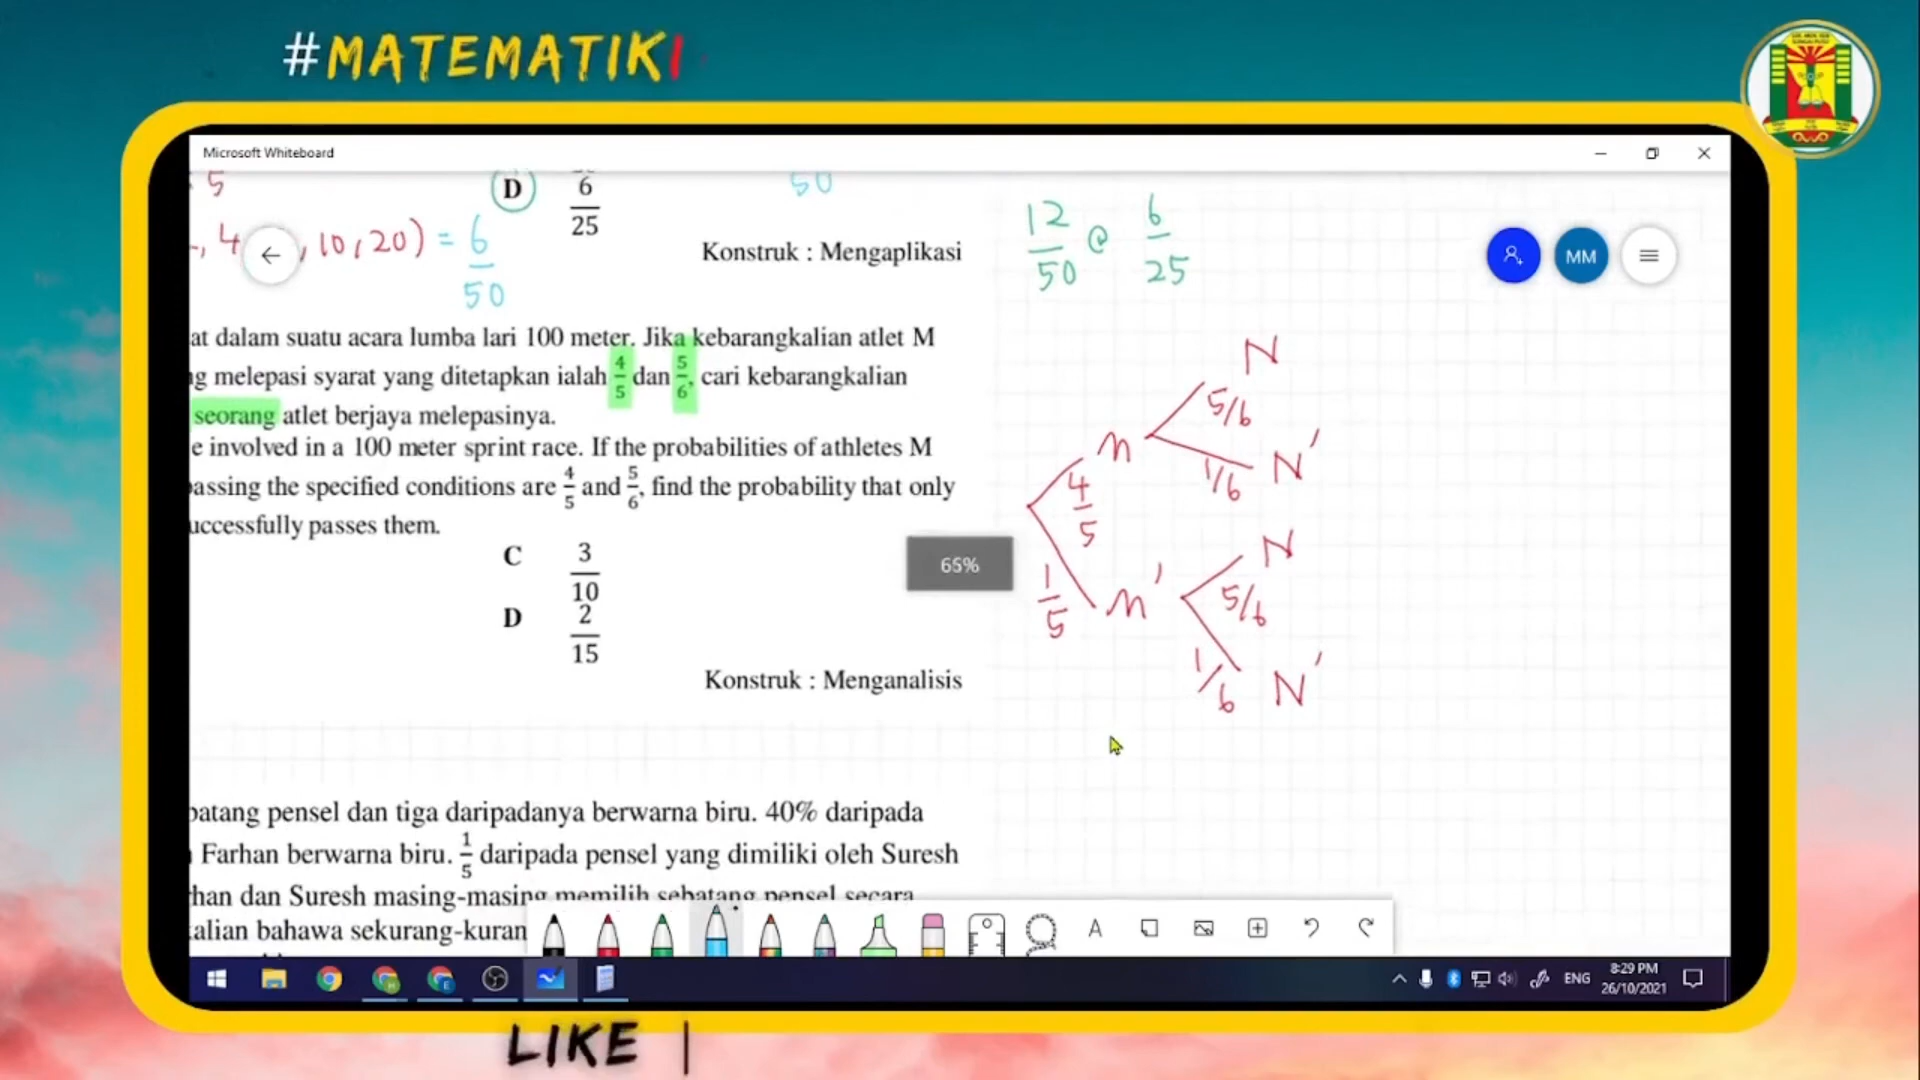 #MATEMATIKI
Microsoft Whiteboard
5
D 6/25
50
, 4 , 10, 20) = 6/50
Konstruk : Mengaplikasi
12/50 @ 6/25
MM
at dalam suatu acara lumba lari 100 meter. Jika kebarangkalian atlet M
g melepasi syarat yang ditetapkan ialah 4/5 dan 5/6, cari kebarangkalian
seorang atlet berjaya melepasinya.
e involved in a 100 meter sprint race. If the probabilities of athletes M
assing the specified conditions are 4/5 and 5/6, find the probability that only
uccessfully passes them.
C 3/10
D 2/15
65%
Konstruk : Menganalisis
N
5/6
M
1/6 N'
4/5
N
5/6
1/5 M'
1/6 N'
batang pensel dan tiga daripadanya berwarna biru. 40% daripada
Farhan berwarna biru. 1/5 daripada pensel yang dimiliki oleh Suresh
rhan dan Suresh masing-masing memilih sebatang pensel secara
kalian bahawa sekurang-kuran
ENG
8:29 PM
26/10/2021
LIKE |